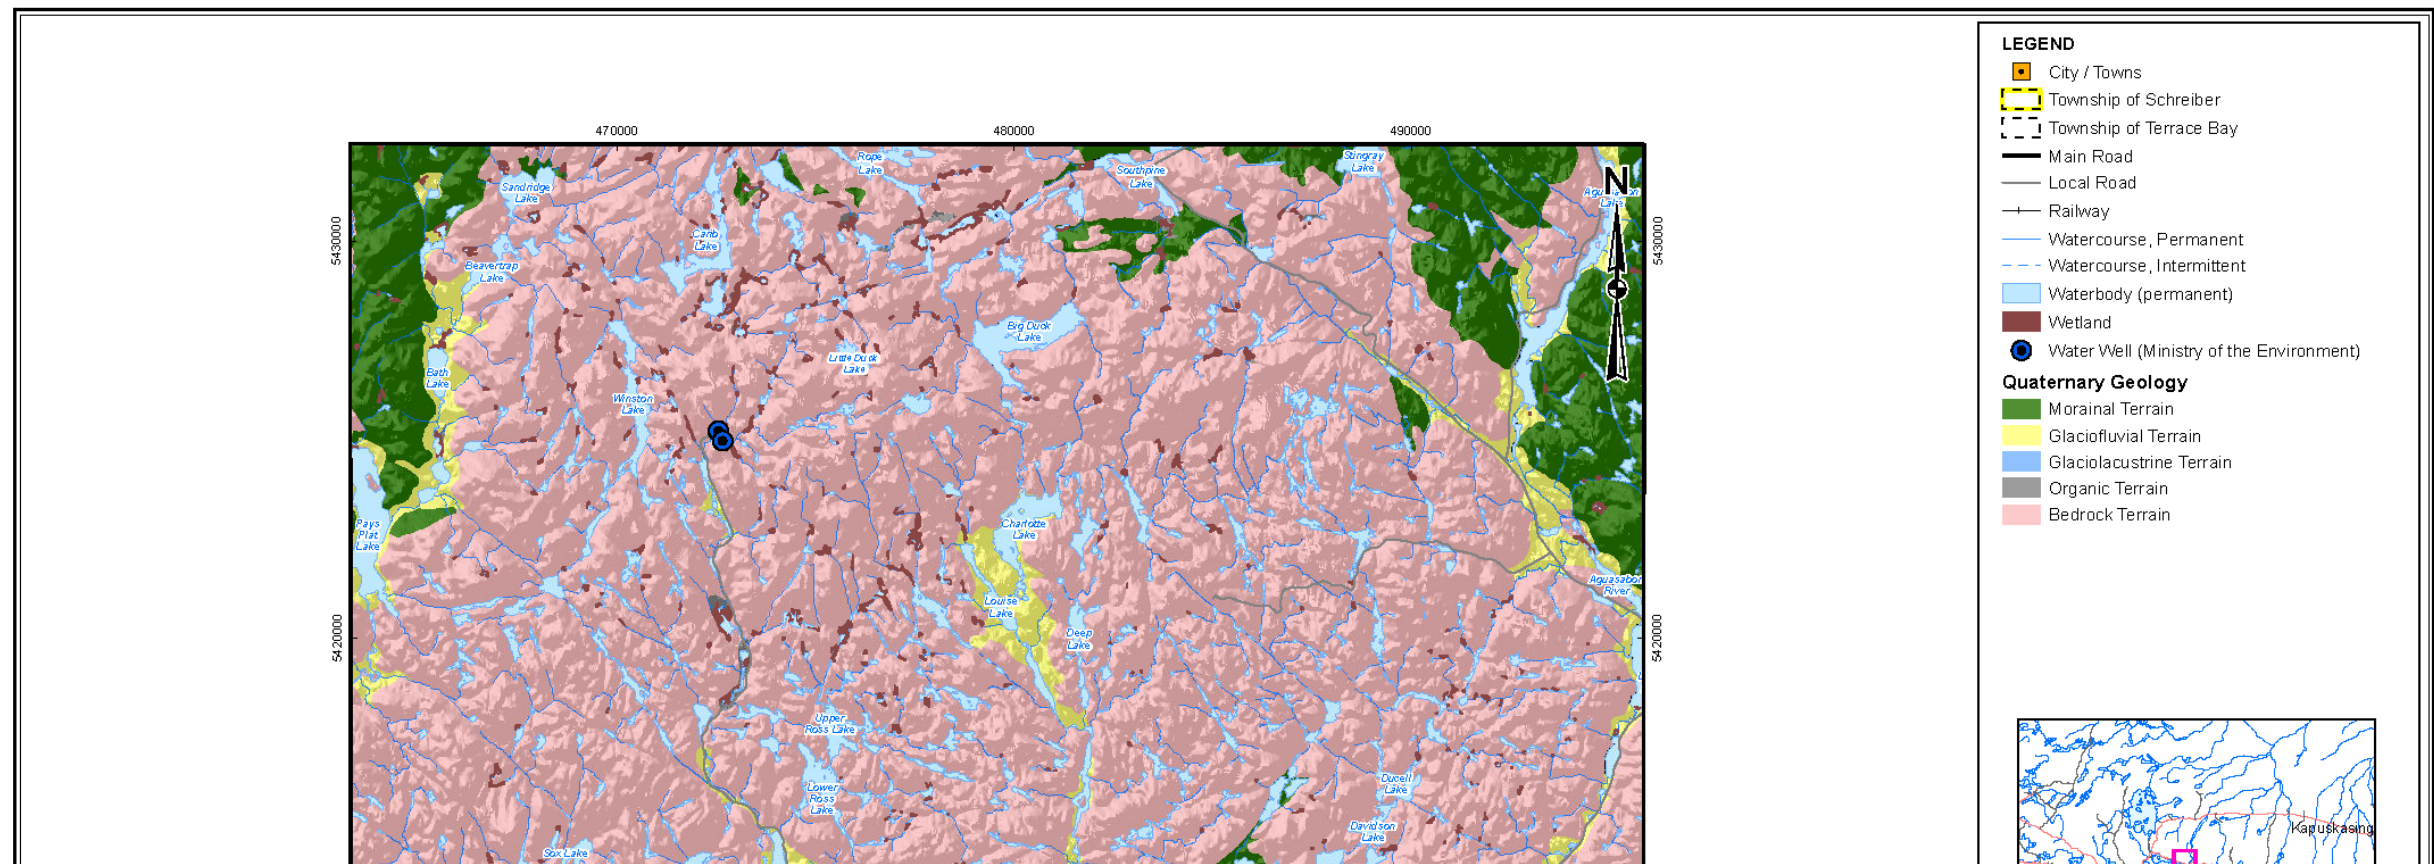 LEGEND
City / Towns
Township of Schreiber
Township of Terrace Bay
Main Road
Local Road
Railway
Watercourse, Permanent
Watercourse, Intermittent
Waterbody (permanent)
Wetland
Water Well (Ministry of the Environment)
Quaternary Geology
Morainal Terrain
Glaciofluvial Terrain
Glaciolacustrine Terrain
Organic Terrain
Bedrock Terrain
470000
480000
490000
5430000
5430000
5420000
5420000
N
Rope
Lake
Southpine
Lake
Stingray
Lake
Sandridge
Lake
Lake
Carib
Lake
Beavertrap
Lake
Big Duck
Lake
Little Duck
Lake
Bath
Lake
Winston
Lake
Pays
Plat
Lake
Charlotte
Lake
Louise
Lake
Deep
Lake
River
Upper
Ross Lake
Lower
Ross
Lake
Ducell
Lake
Davidson
Lake
Sox Lake
Kapuskasing